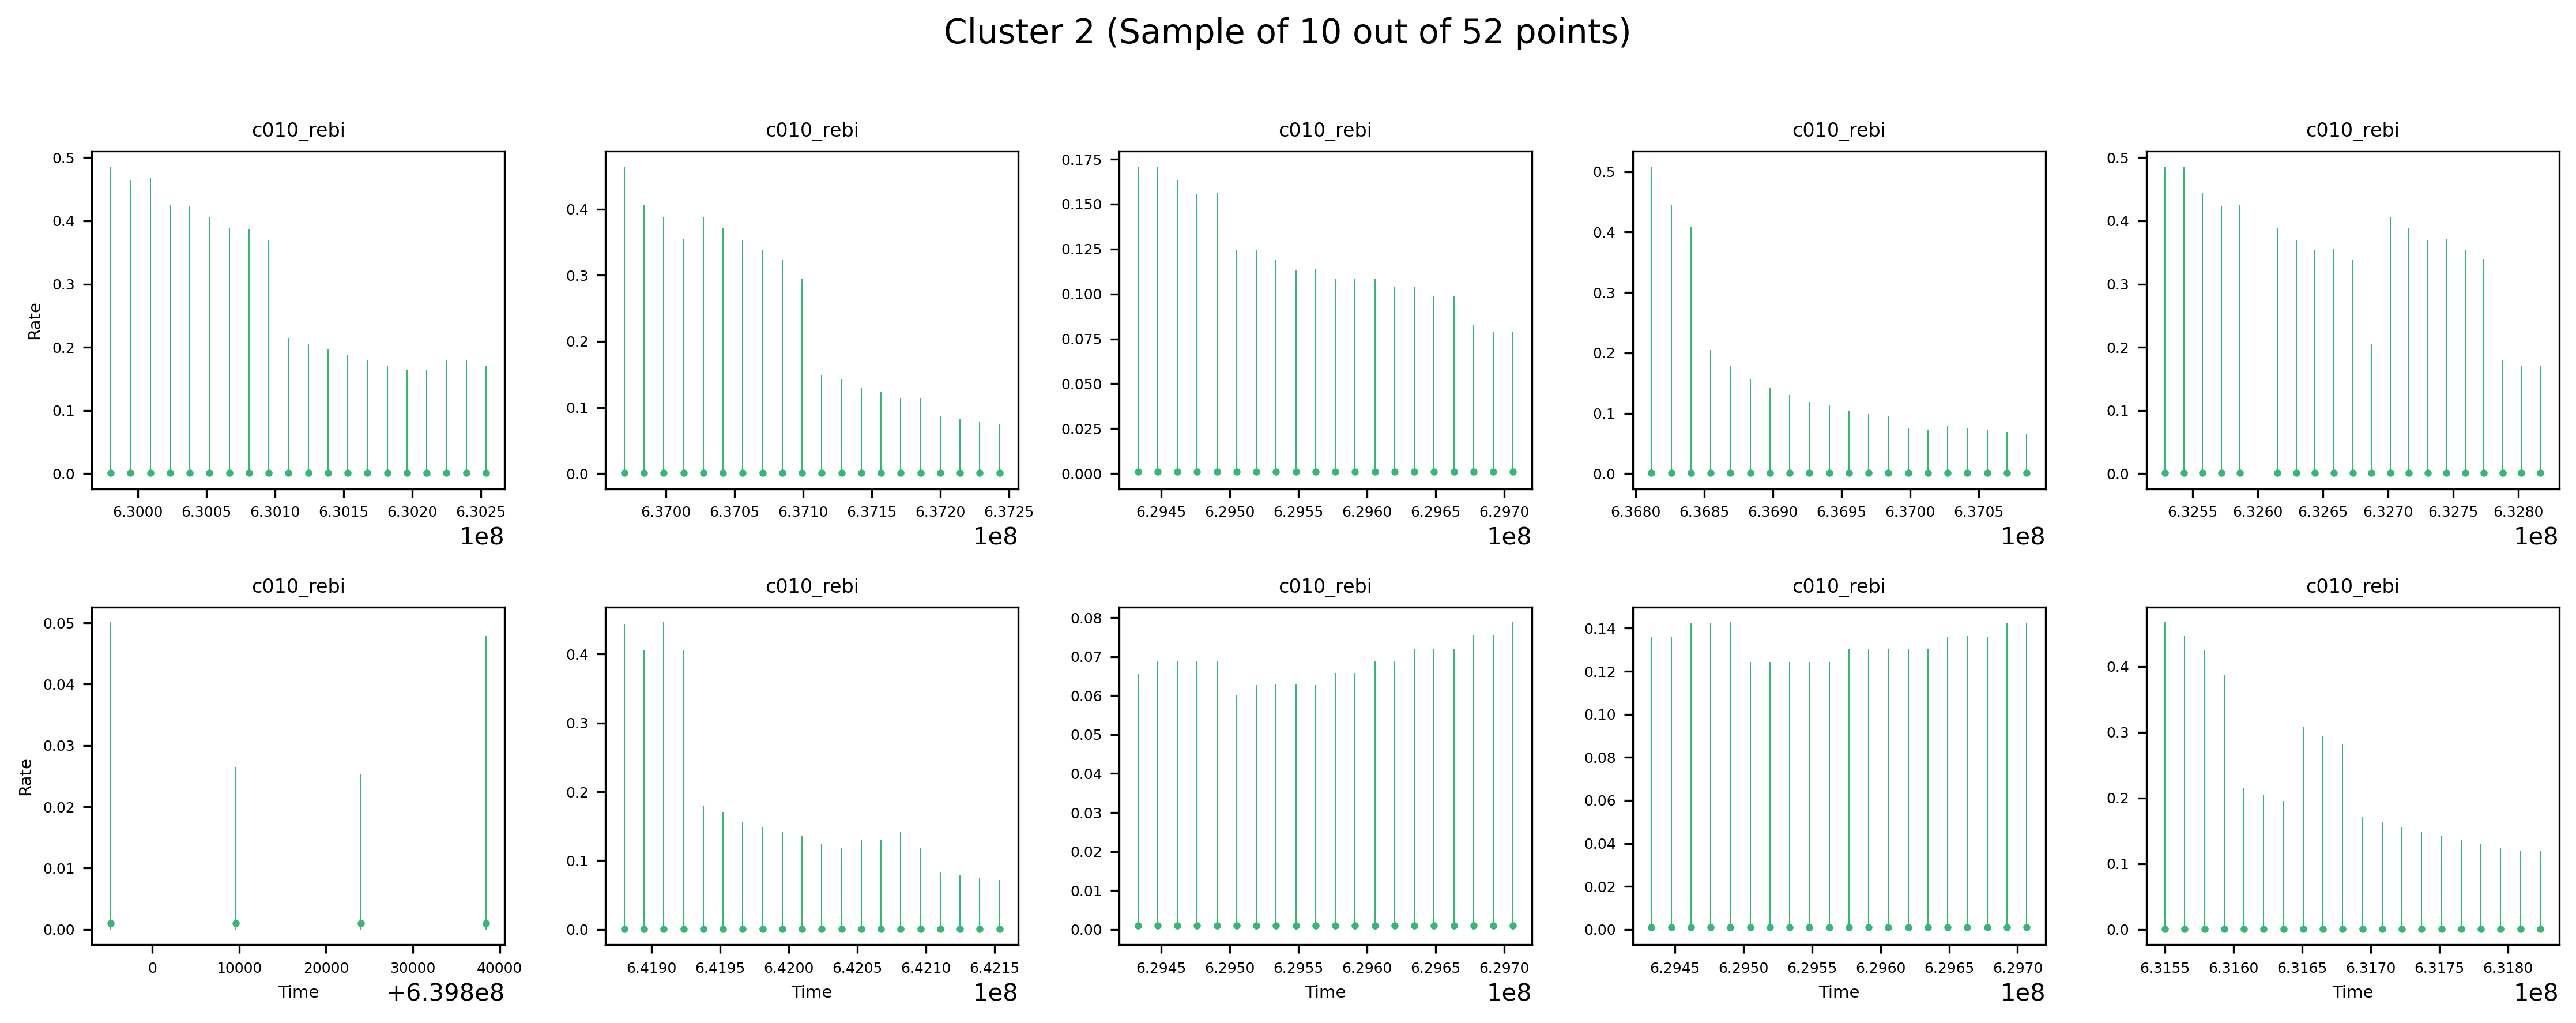 Cluster 2 (Sample of 10 out of 52 points)
c010_rebi c010_rebi c010_rebi c010_rebi c010_rebi
Rate
0.5
0.4
0.3
0.2
0.1
0.0
6.3000 6.3005 6.3010 6.3015 6.3020 6.3025
1e8
0.4
0.3
0.2
0.1
0.0
6.3700 6.3705 6.3710 6.3715 6.3720 6.3725
1e8
0.175
0.150
0.125
0.100
0.075
0.050
0.025
0.000
6.2945 6.2950 6.2955 6.2960 6.2965 6.2970
1e8
0.5
0.4
0.3
0.2
0.1
0.0
6.3680 6.3685 6.3690 6.3695 6.3700 6.3705
1e8
0.5
0.4
0.3
0.2
0.1
0.0
6.3255 6.3260 6.3265 6.3270 6.3275 6.3280
1e8
c010_rebi c010_rebi c010_rebi c010_rebi c010_rebi
Rate
0.05
0.04
0.03
0.02
0.01
0.00
0 10000 20000 30000 40000
Time +6.398e8
0.4
0.3
0.2
0.1
0.0
6.4190 6.4195 6.4200 6.4205 6.4210 6.4215
Time 1e8
0.08
0.07
0.06
0.05
0.04
0.03
0.02
0.01
0.00
6.2945 6.2950 6.2955 6.2960 6.2965 6.2970
Time 1e8
0.14
0.12
0.10
0.08
0.06
0.04
0.02
0.00
6.2945 6.2950 6.2955 6.2960 6.2965 6.2970
Time 1e8
0.4
0.3
0.2
0.1
0.0
6.3155 6.3160 6.3165 6.3170 6.3175 6.3180
Time 1e8